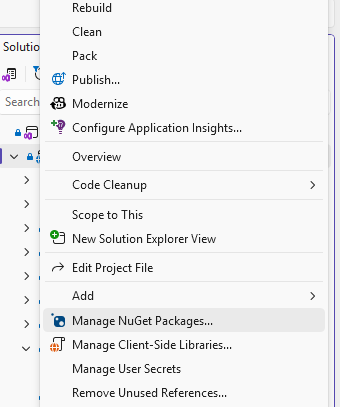 Rebuild
Clean
Pack
Solutio
Publish...
Search
Modernize
Configure Application Insights...
Overview
Code Cleanup
Scope to This
New Solution Explorer View
Edit Project File
Add
Manage NuGet Packages...
Manage Client-Side Libraries...
Manage User Secrets
Remove Unused References...